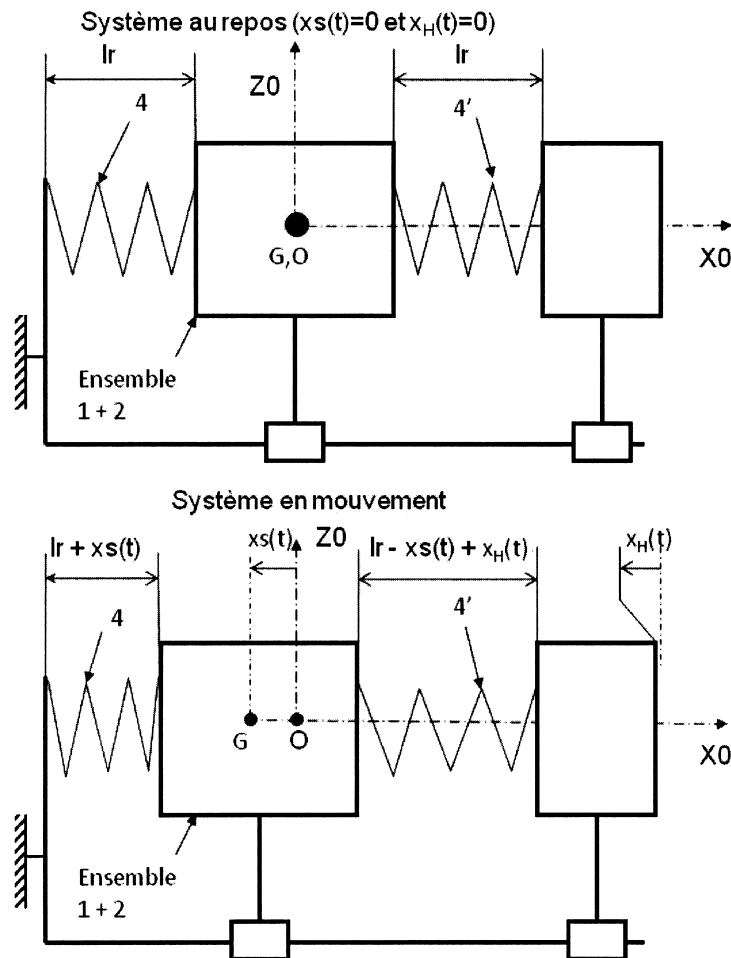 Système au repos (xs(t)=0 et xH(t)=0)
lr
lr
Z0
4
4'
G,O
X0
Ensemble
1 + 2
Système en mouvement
lr + xs(t)
xs(t)
Z0
lr - xs(t) + xH(t)
xH(t)
4
4'
G
O
X0
Ensemble
1 + 2